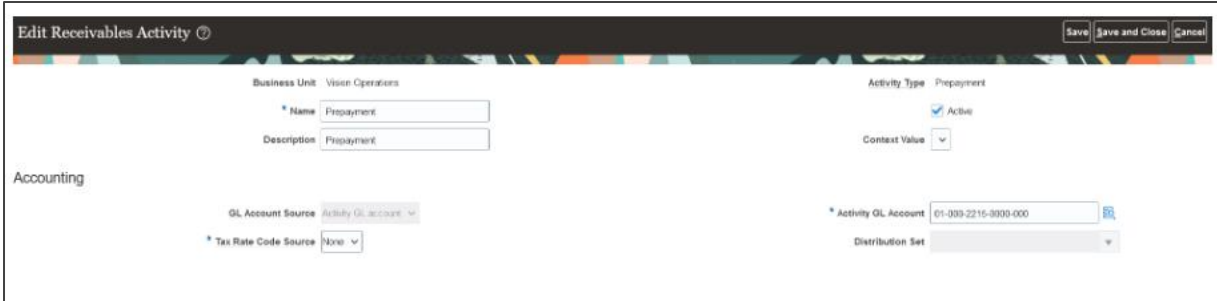 Edit Receivables Activity ?
Save Save and Close Cancel
Business Unit Vision Operations Activity Type Prepayment
* Name Prepayment Active
Description Prepayment Context Value
Accounting
GL Account Source Activity GL account * Activity GL Account 01-000-2215-0000-000
* Tax Rate Code Source None Distribution Set